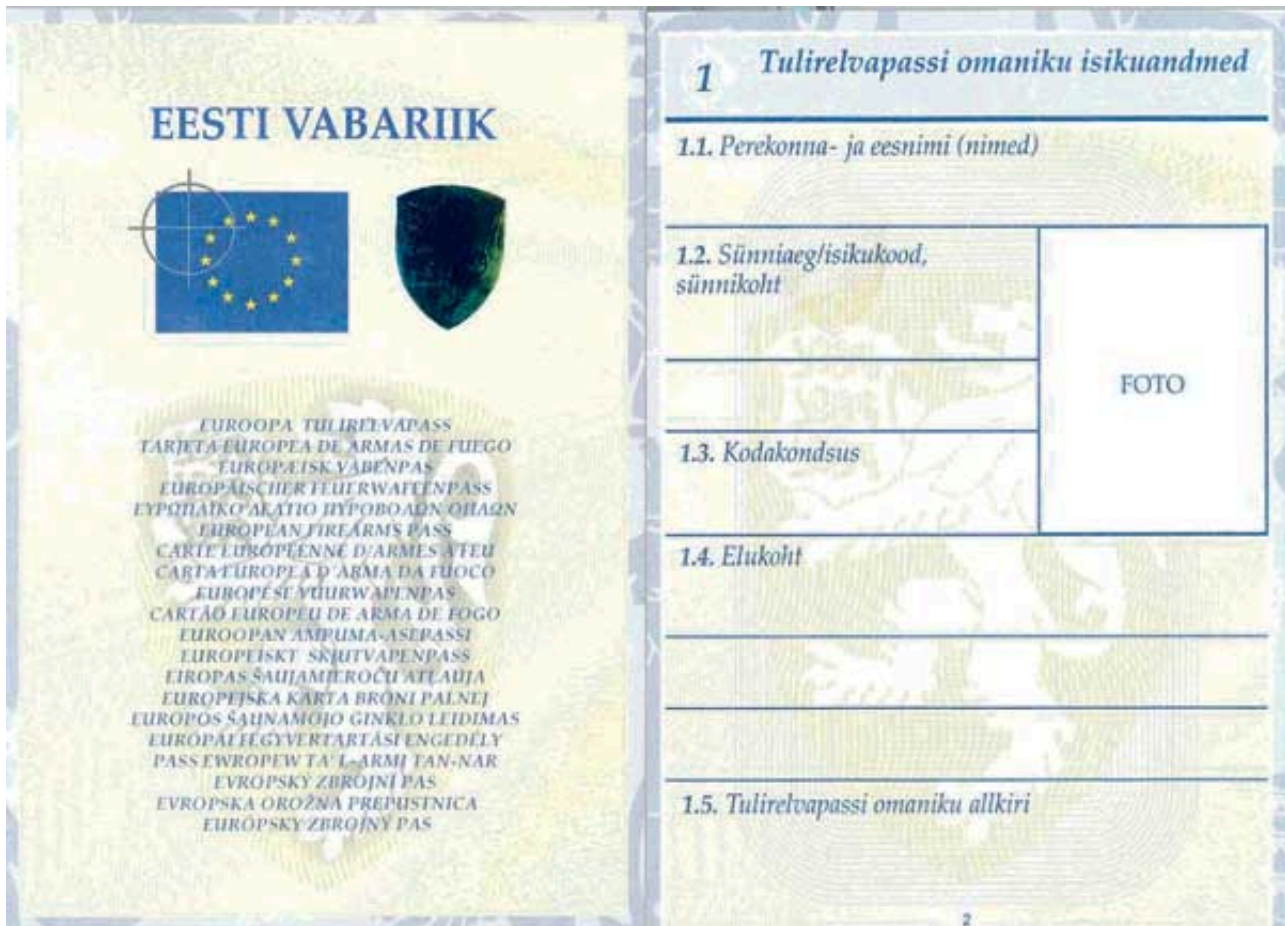 EESTI VABARIIK
EUROOPA TULIRELVAPASS
TARJETA EUROPEA DE ARMAS DE FUEGO
EUROPÆISK VÅBENPAS
EUROPÄISCHER FEUERWAFFENPASS
ΕΥΡΩΠΑΪΚΟ ΔΕΛΤΙΟ ΠΥΡΟΒΟΛΩΝ ΟΠΛΩΝ
EUROPEAN FIREARMS PASS
CARTE EUROPÉENNE D'ARMES À FEU
CARTA EUROPEA D'ARMA DA FUOCO
EUROPESE VUURWAPENPAS
CARTÃO EUROPEU DE ARMA DE FOGO
EUROOPAN AMPUMA-ASEPASSI
EUROPEISKT SKJUTVAPENPASS
EIROPAS ŠAUJAMIEROČU ATĻAUJA
EUROPEJSKA KARTA BRONI PALNEJ
EUROPOS ŠAUNAMOJO GINKLO LEIDIMAS
EURÓPAI FEGYVERTARTÁSI ENGEDÉLY
PASS EWROPEW TA' L-ARMI TAN-NAR
EVROPSKÝ ZBROJNÍ PAS
EVROPSKA OROŽNA PREPUSTNICA
EURÓPSKY ZBROJNÝ PAS
1 Tulirelvapassi omaniku isikuandmed
1.1. Perekonna- ja eesnimi (nimed)
1.2. Sünniaeg/isikukood,
sünnikoht
FOTO
1.3. Kodakondsus
1.4. Elukoht
1.5. Tulirelvapassi omaniku allkiri
2